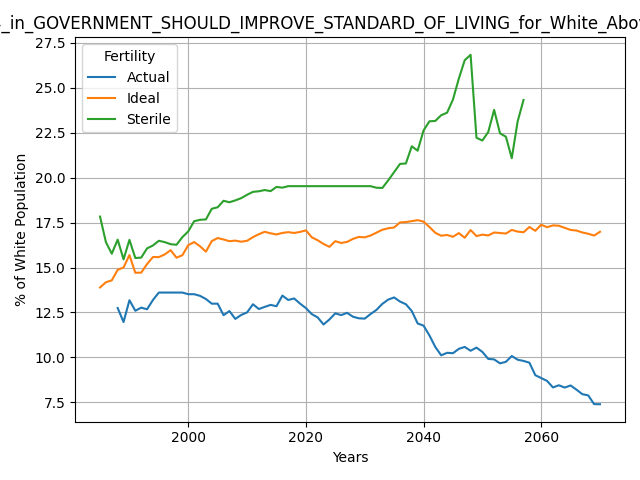 _in_GOVERNMENT_SHOULD_IMPROVE_STANDARD_OF_LIVING_for_White_Abo
Fertility
Actual
Ideal
Sterile
% of White Population
27.5
25.0
22.5
20.0
17.5
15.0
12.5
10.0
7.5
2000
2020
2040
2060
Years